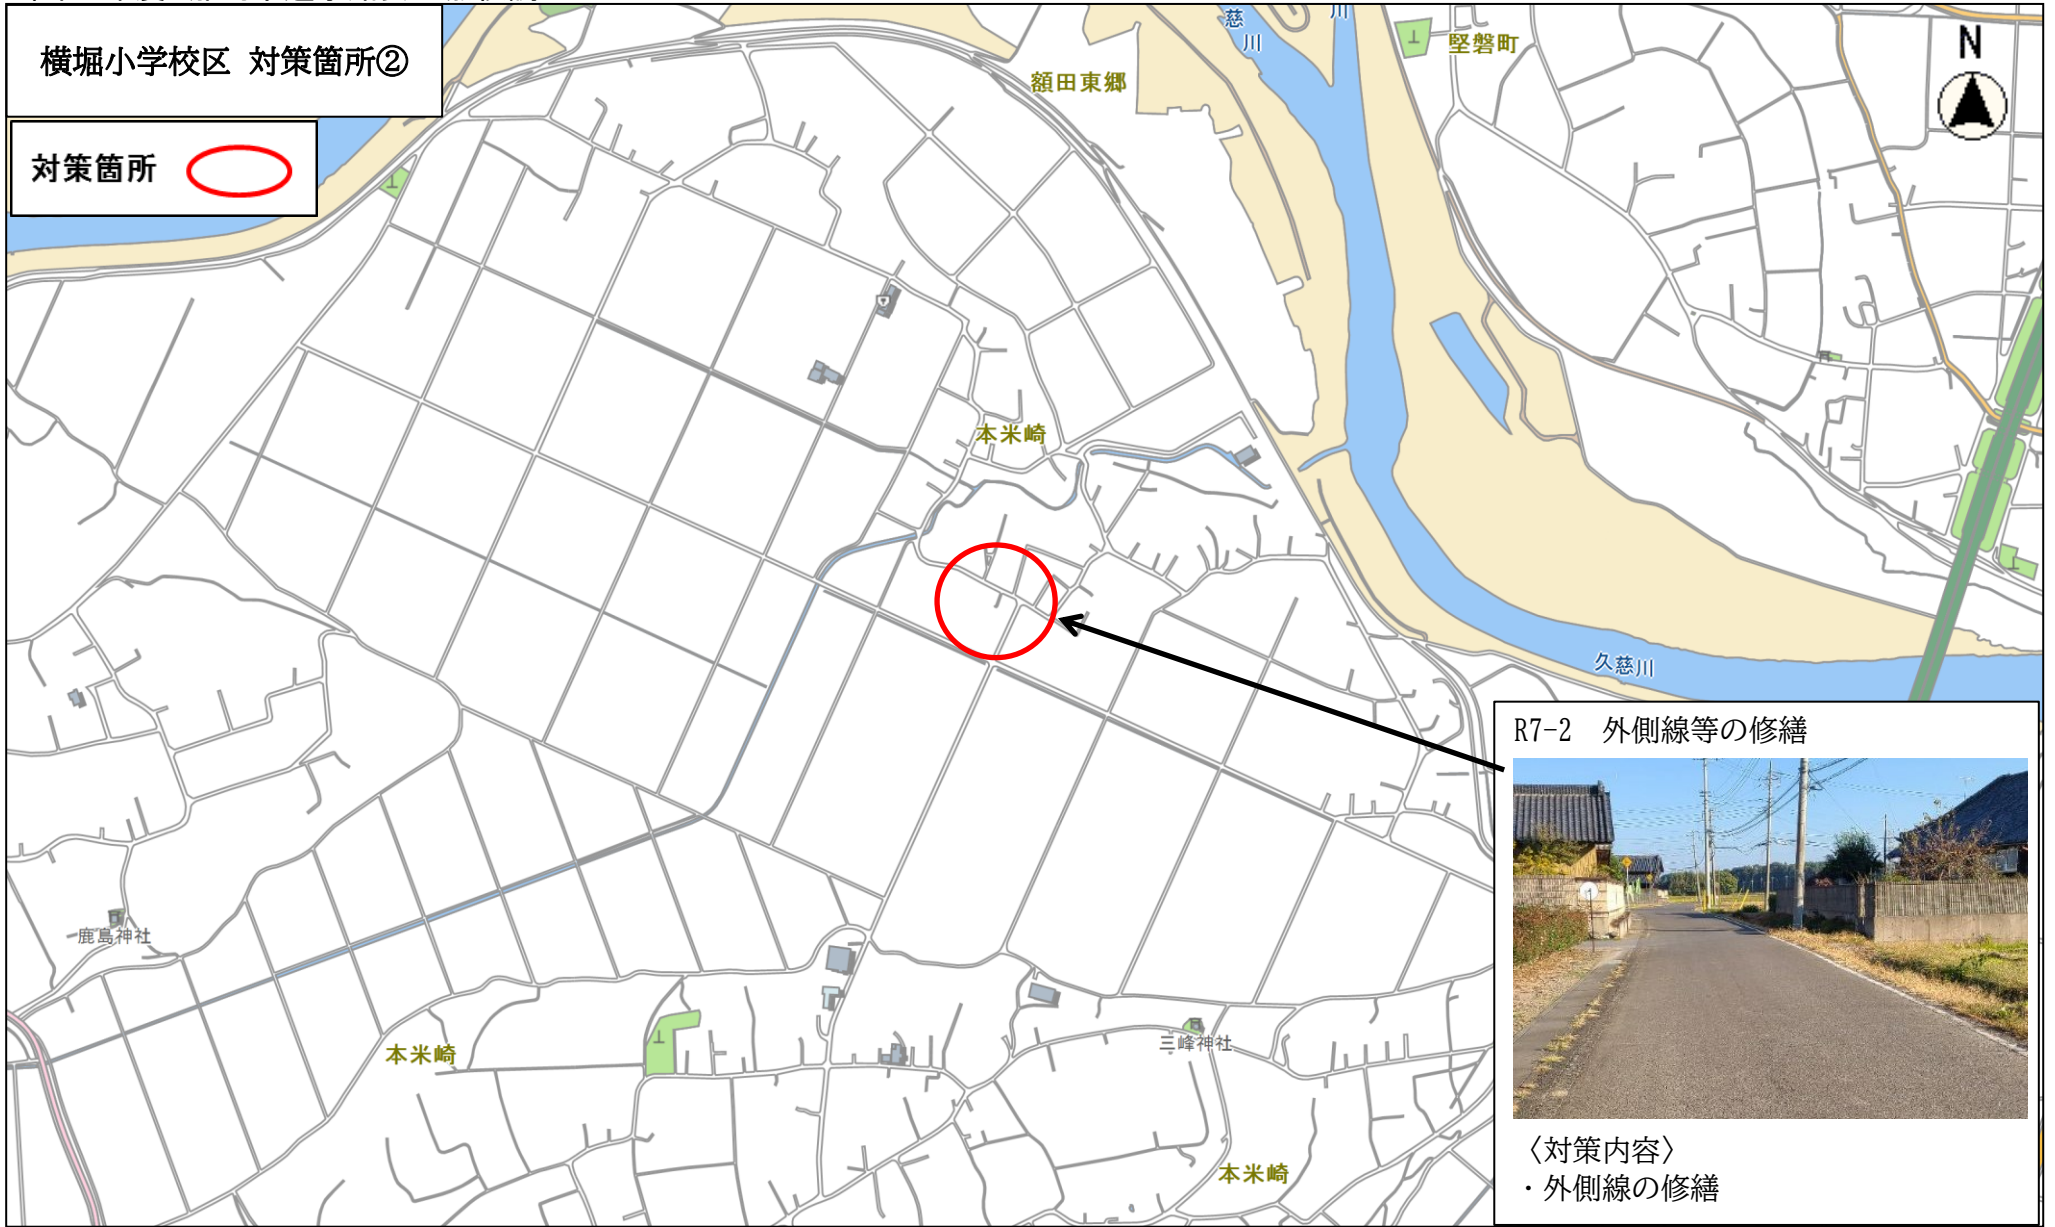 横堀小学校区 対策箇所②
対策箇所
慈
川
川
堅磐町
額田東郷
N
本米崎
久慈川
R7-2 外側線等の修繕
鹿島神社
本米崎
三峰神社
本米崎
〈対策内容〉
・外側線の修繕